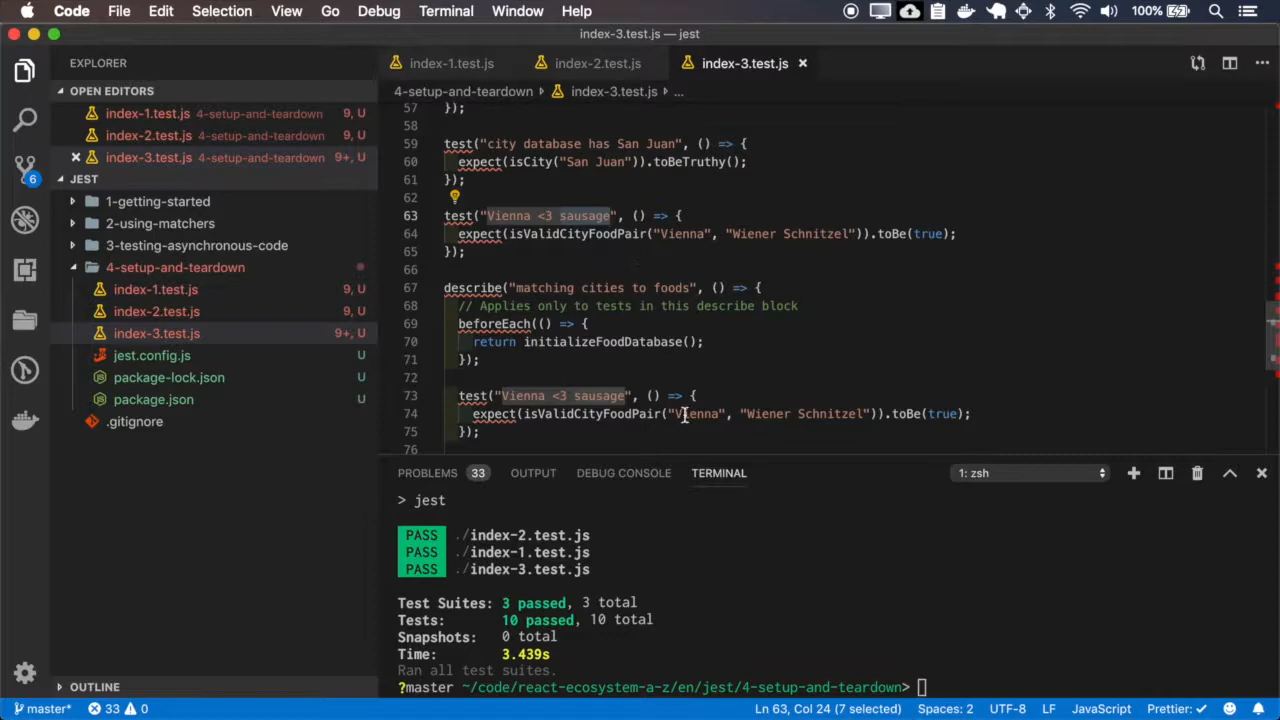 Code File Edit Selection View Go Debug Terminal Window Help 100%
index-3.test.js — jest
EXPLORER
OPEN EDITORS
index-1.test.js 4-setup-and-teardown 9, U
index-2.test.js 4-setup-and-teardown 9, U
index-3.test.js 4-setup-and-teardown 9+, U
JEST
1-getting-started
2-using-matchers
3-testing-asynchronous-code
4-setup-and-teardown
index-1.test.js 9, U
index-2.test.js 9, U
index-3.test.js 9+, U
jest.config.js U
package-lock.json U
package.json U
.gitignore
OUTLINE
6
index-1.test.js index-2.test.js index-3.test.js
4-setup-and-teardown index-3.test.js ...
57 });
58
59 test("city database has San Juan", () => {
60 expect(isCity("San Juan")).toBeTruthy();
61 });
62
63 test("Vienna <3 sausage", () => {
64 expect(isValidCityFoodPair("Vienna", "Wiener Schnitzel")).toBe(true);
65 });
66
67 describe("matching cities to foods", () => {
68 // Applies only to tests in this describe block
69 beforeEach(() => {
70 return initializeFoodDatabase();
71 });
72
73 test("Vienna <3 sausage", () => {
74 expect(isValidCityFoodPair("Vienna", "Wiener Schnitzel")).toBe(true);
75 });
76
PROBLEMS 33 OUTPUT DEBUG CONSOLE TERMINAL 1: zsh
> jest
PASS ./index-2.test.js
PASS ./index-1.test.js
PASS ./index-3.test.js
Test Suites: 3 passed, 3 total
Tests: 10 passed, 10 total
Snapshots: 0 total
Time: 3.439s
Ran all test suites.
?master ~/code/react-ecosystem-a-z/en/jest/4-setup-and-teardown>
master* 33 0 Ln 63, Col 24 (7 selected) Spaces: 2 UTF-8 LF JavaScript Prettier: ✓